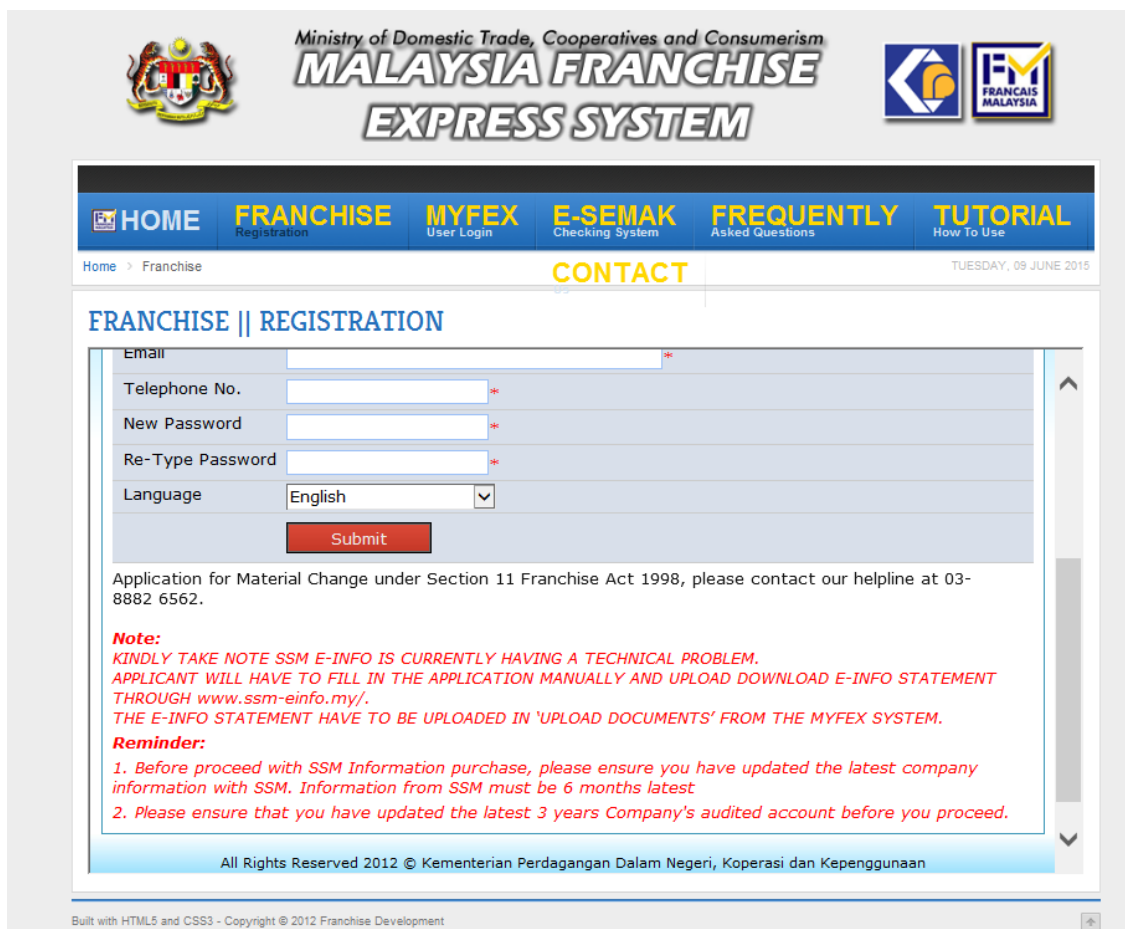 Ministry of Domestic Trade, Cooperatives and Consumerism
MALAYSIA FRANCHISE
EXPRESS SYSTEM
FM
FRANCAIS
MALAYSIA
HOME FRANCHISE MYFEX E-SEMAK FREQUENTLY TUTORIAL
Registration User Login Checking System Asked Questions How To Use
Home > Franchise
TUESDAY, 09 JUNE 2015
CONTACT
FRANCHISE || REGISTRATION
Email *
Telephone No. *
New Password *
Re-Type Password *
Language English
Submit
Application for Material Change under Section 11 Franchise Act 1998, please contact our helpline at 03-
8882 6562.
Note:
KINDLY TAKE NOTE SSM E-INFO IS CURRENTLY HAVING A TECHNICAL PROBLEM.
APPLICANT WILL HAVE TO FILL IN THE APPLICATION MANUALLY AND UPLOAD DOWNLOAD E-INFO STATEMENT
THROUGH www.ssm-einfo.my/.
THE E-INFO STATEMENT HAVE TO BE UPLOADED IN ‘UPLOAD DOCUMENTS’ FROM THE MYFEX SYSTEM.
Reminder:
1. Before proceed with SSM Information purchase, please ensure you have updated the latest company
information with SSM. Information from SSM must be 6 months latest
2. Please ensure that you have updated the latest 3 years Company's audited account before you proceed.
All Rights Reserved 2012 © Kementerian Perdagangan Dalam Negeri, Koperasi dan Kepenggunaan
Built with HTML5 and CSS3 - Copyright © 2012 Franchise Development